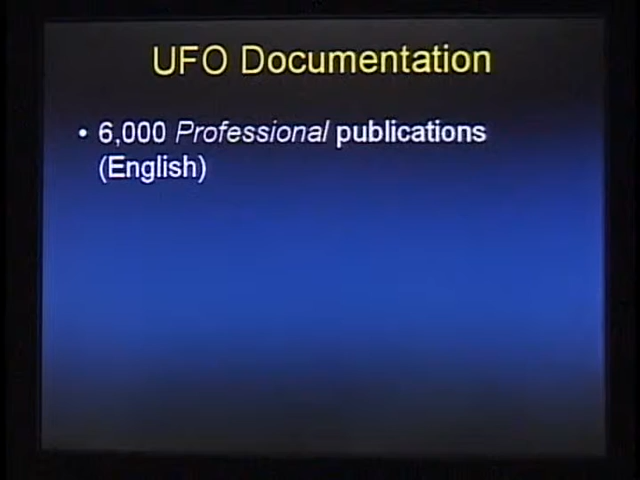 UFO Documentation
• 6,000 Professional publications
(English)